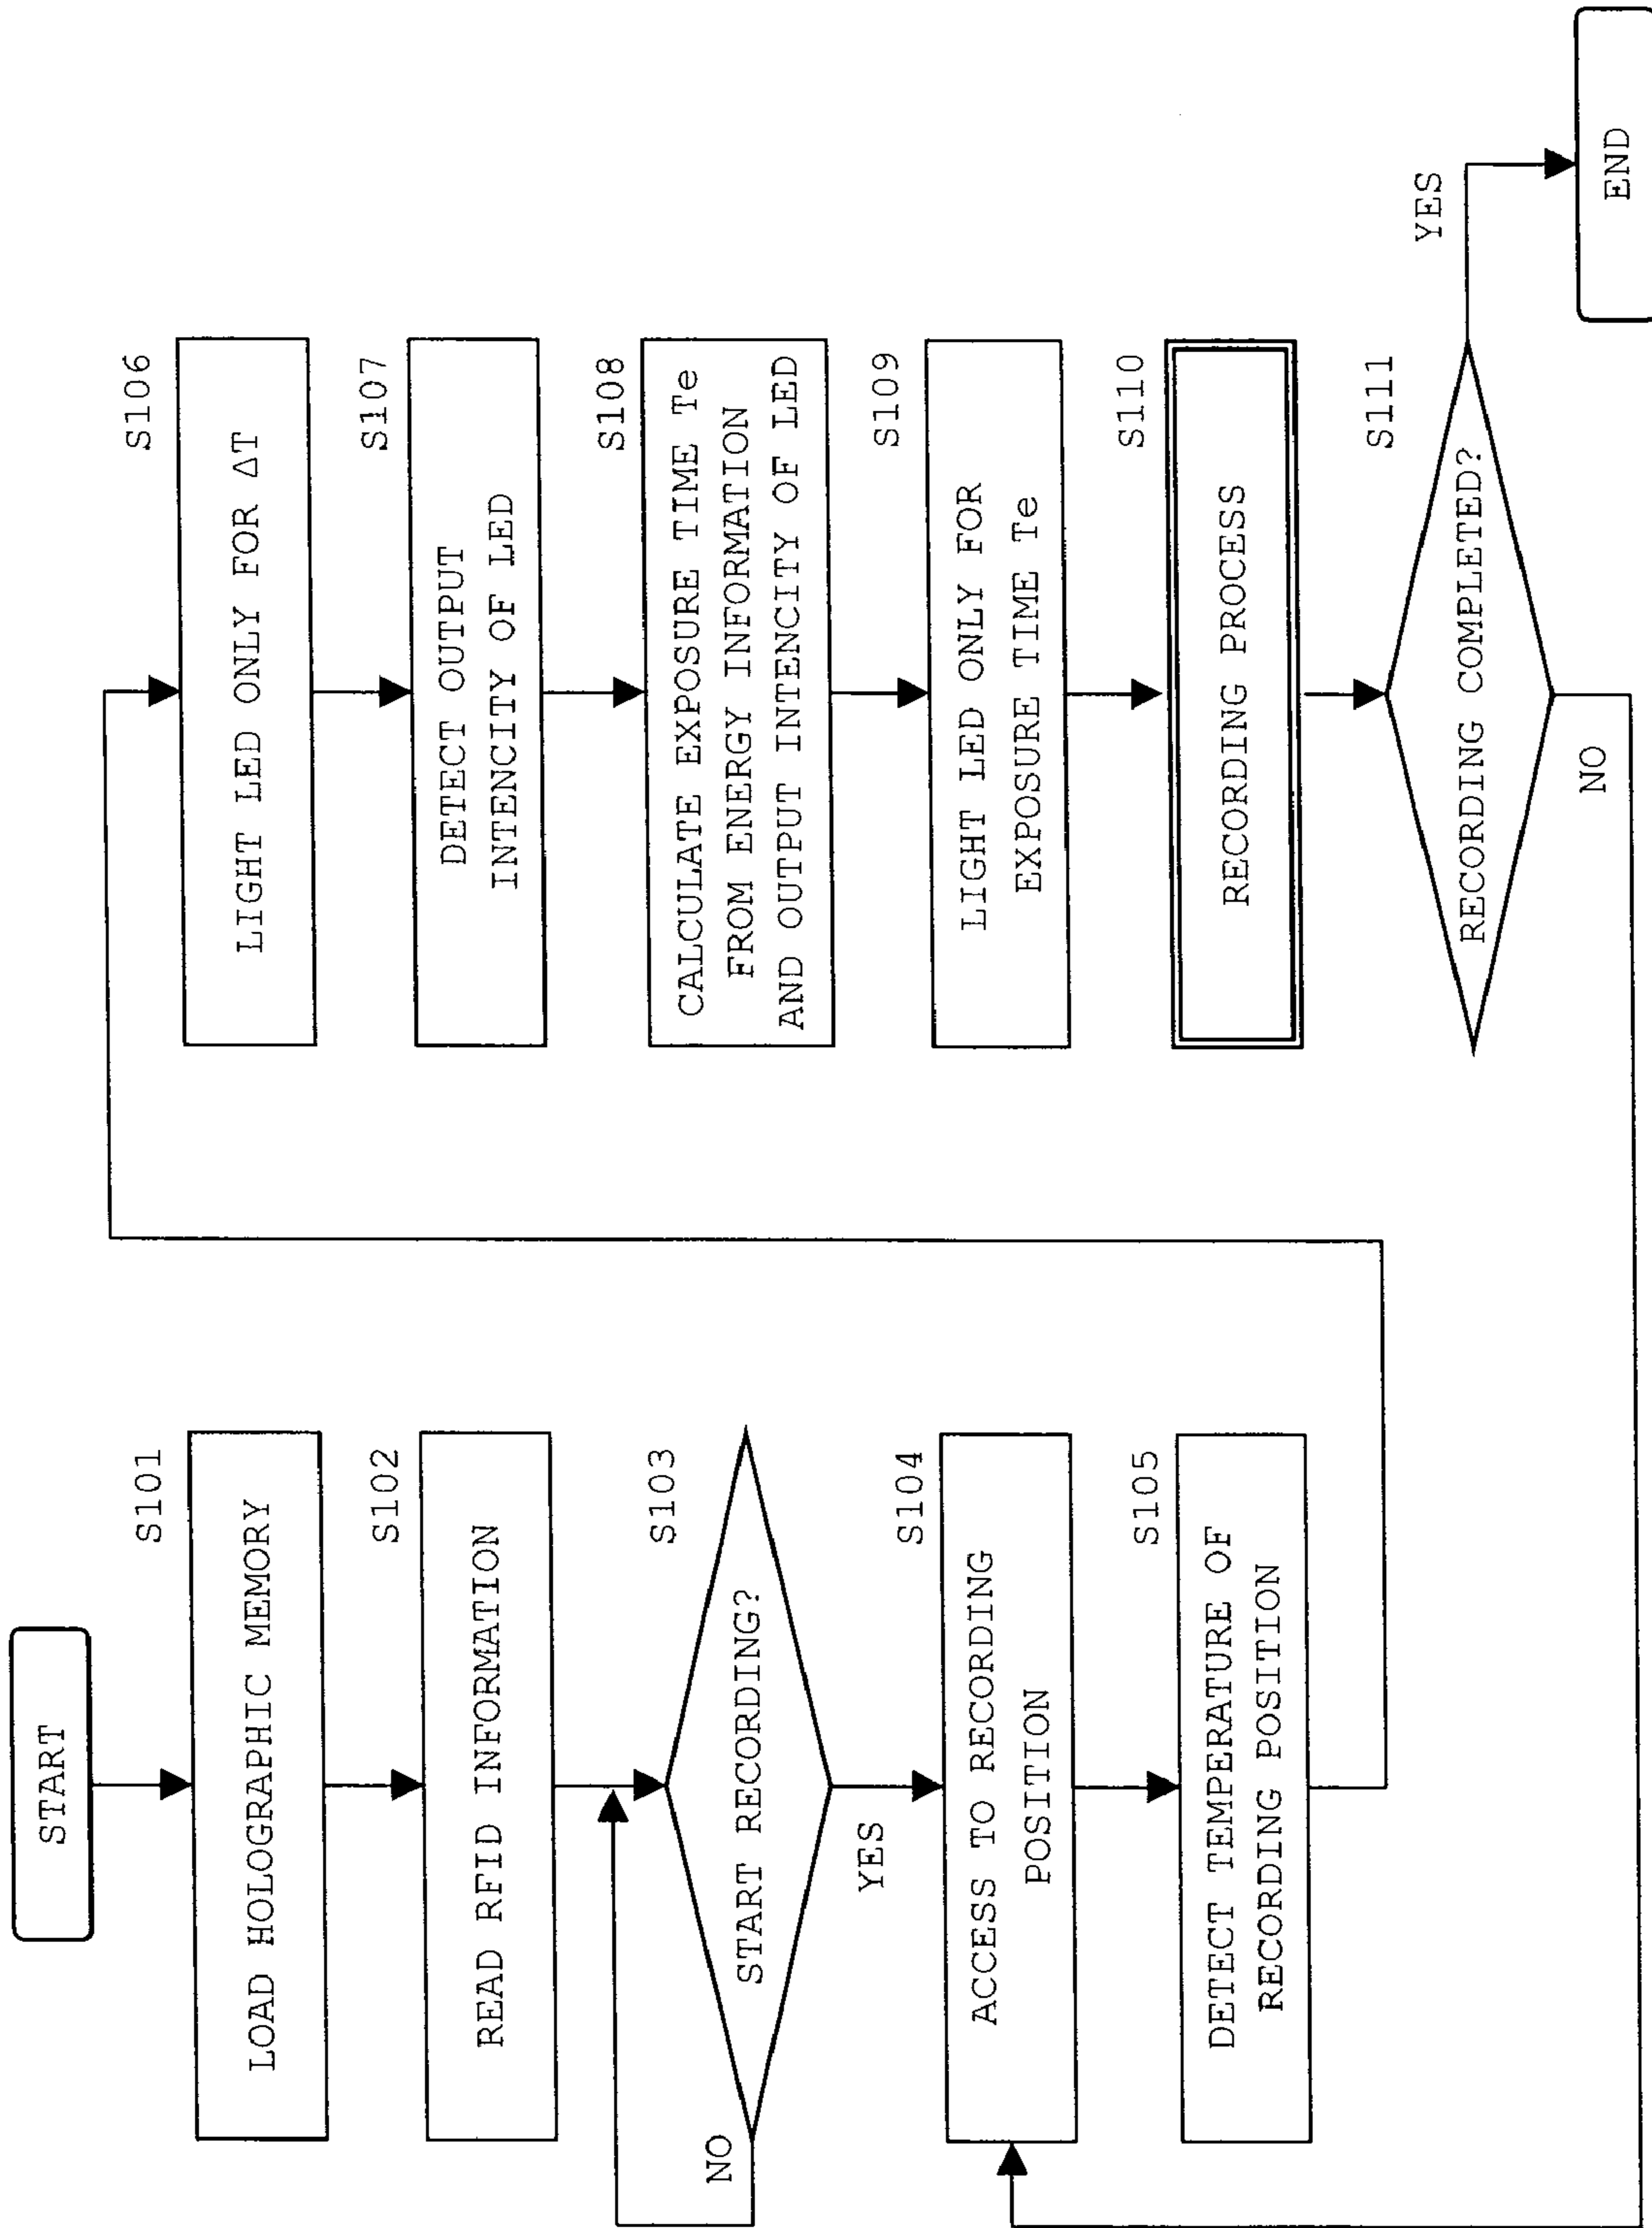 START
S101
LOAD HOLOGRAPHIC MEMORY
S102
READ RFID INFORMATION
S103
START RECORDING?
NO
YES
S104
ACCESS TO RECORDING
POSITION
S105
DETECT TEMPERATURE OF
RECORDING POSITION
S106
LIGHT LED ONLY FOR ΔT
S107
DETECT OUTPUT
INTENCITY OF LED
S108
CALCULATE EXPOSURE TIME Te
FROM ENERGY INFORMATION
AND OUTPUT INTENCITY OF LED
S109
LIGHT LED ONLY FOR
EXPOSURE TIME Te
S110
RECORDING PROCESS
S111
RECORDING COMPLETED?
YES
NO
END